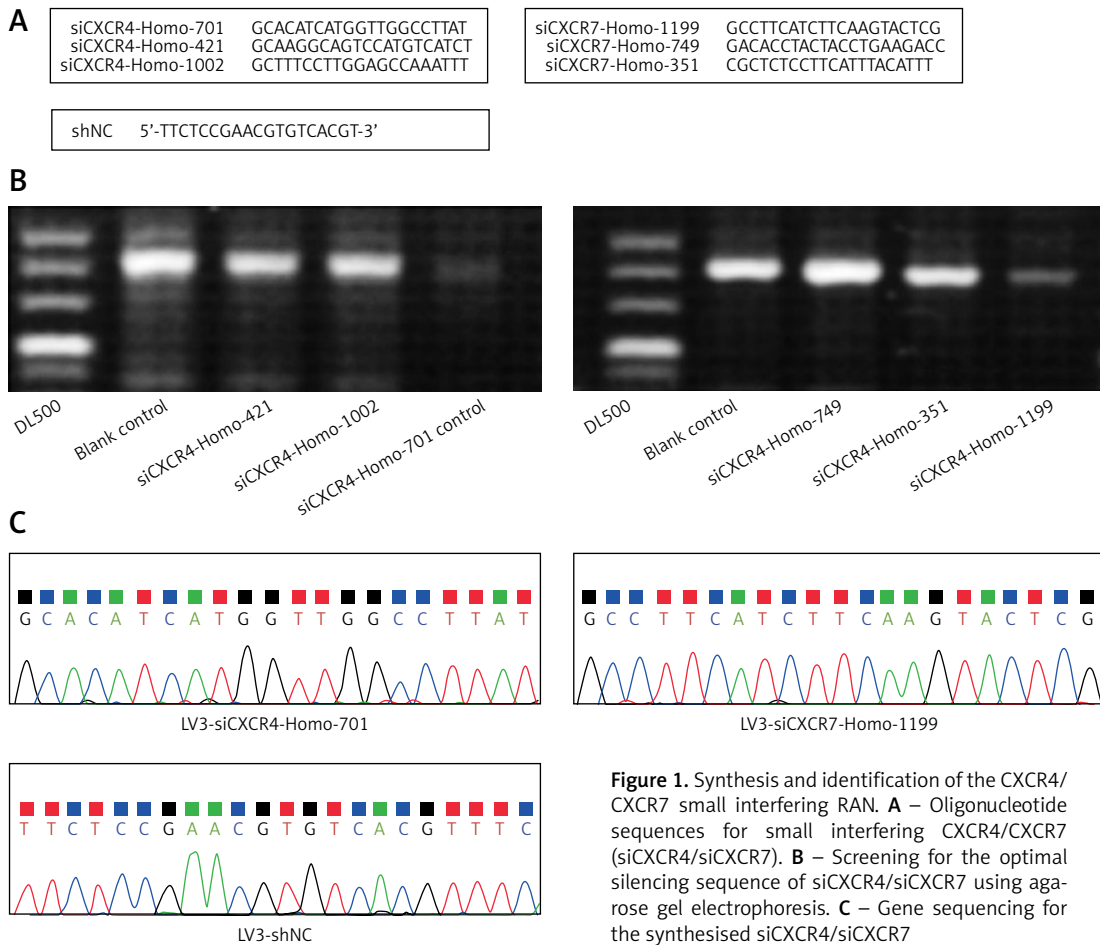 A
siCXCR4-Homo-701 GCACATCATGGTTGGCCTTAT
siCXCR4-Homo-421 GCAAGGCAGTCCATGTCATCT
siCXCR4-Homo-1002 GCTTTCCTTGGAGCCAAATTT
siCXCR7-Homo-1199 GCCTTCATCTTCAAGTACTCG
siCXCR7-Homo-749 GACACCTACTACCTGAAGACC
siCXCR7-Homo-351 CGCTCTCCTTCATTTACATTT
shNC 5’-TTCTCCGAACGTGTCACGT-3’
B
DL500
Blank control
siCXCR4-Homo-421
siCXCR4-Homo-1002
siCXCR4-Homo-701 control
DL500
Blank control
siCXCR4-Homo-749
siCXCR4-Homo-351
siCXCR4-Homo-1199
C
G C A C A T C A T G G T T G G C C T T A T
LV3-siCXCR4-Homo-701
G C C T T C A T C T T C A A G T A C T C G
LV3-siCXCR7-Homo-1199
T T C T C C G A A C G T G T C A C G T T T C
LV3-shNC
Figure 1. Synthesis and identification of the CXCR4/
CXCR7 small interfering RAN. A – Oligonucleotide
sequences for small interfering CXCR4/CXCR7
(siCXCR4/siCXCR7). B – Screening for the optimal
silencing sequence of siCXCR4/siCXCR7 using aga-
rose gel electrophoresis. C – Gene sequencing for
the synthesised siCXCR4/siCXCR7